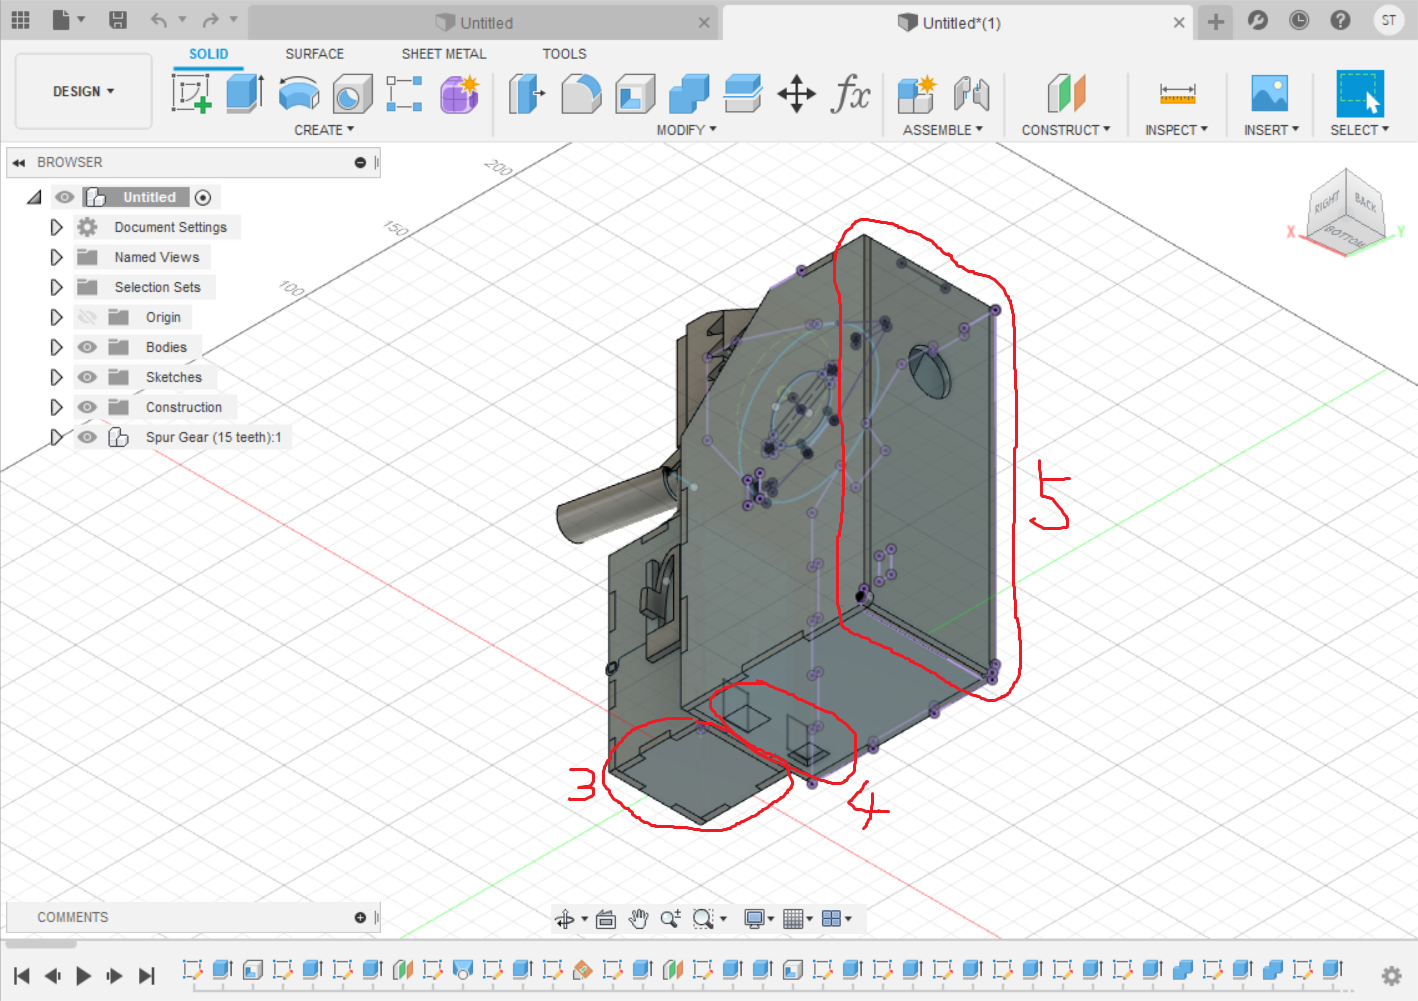 Untitled
Untitled*(1)
ST
DESIGN
SOLID
SURFACE
SHEET METAL
TOOLS
CREATE
MODIFY
fx
ASSEMBLE
CONSTRUCT
INSPECT
INSERT
SELECT
BROWSER
Untitled
Document Settings
Named Views
Selection Sets
Origin
Bodies
Sketches
Construction
Spur Gear (15 teeth):1
200
150
100
RIGHT
BACK
BOTTOM
X
Y
5
3
4
COMMENTS